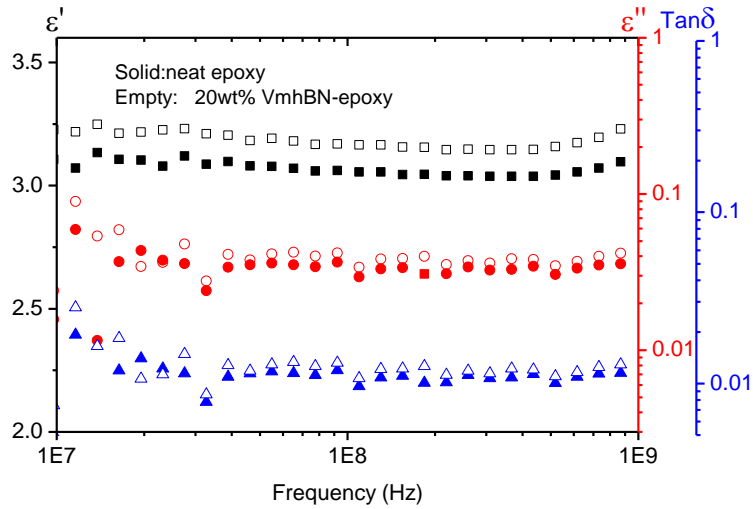 ε' ε'' Tanδ
3.5 1 1
Solid:neat epoxy
Empty: 20wt% VmhBN-epoxy
3.0 0.1 0.1
2.5 0.01 0.01
2.0
1E7 1E8 1E9
Frequency (Hz)